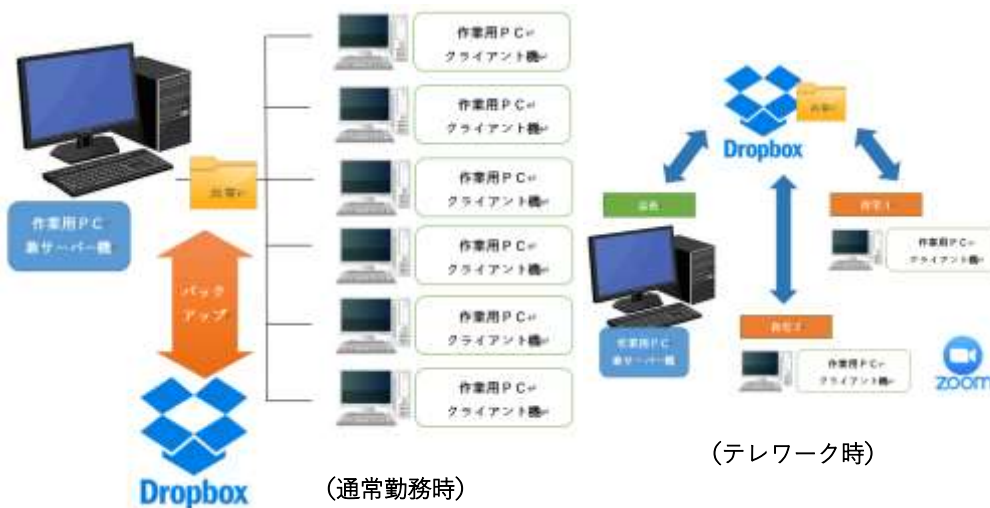 作業用PC
クライアント機
作業用PC
クライアント機
作業用PC
クライアント機
作業用PC
クライアント機
作業用PC
クライアント機
作業用PC
クライアント機
共有
作業用PC
兼サーバー機
バック
アップ
Dropbox
(通常勤務時)
Dropbox
作業用PC
兼サーバー機
作業用PC
クライアント機
作業用PC
クライアント機
zoom
(テレワーク時)